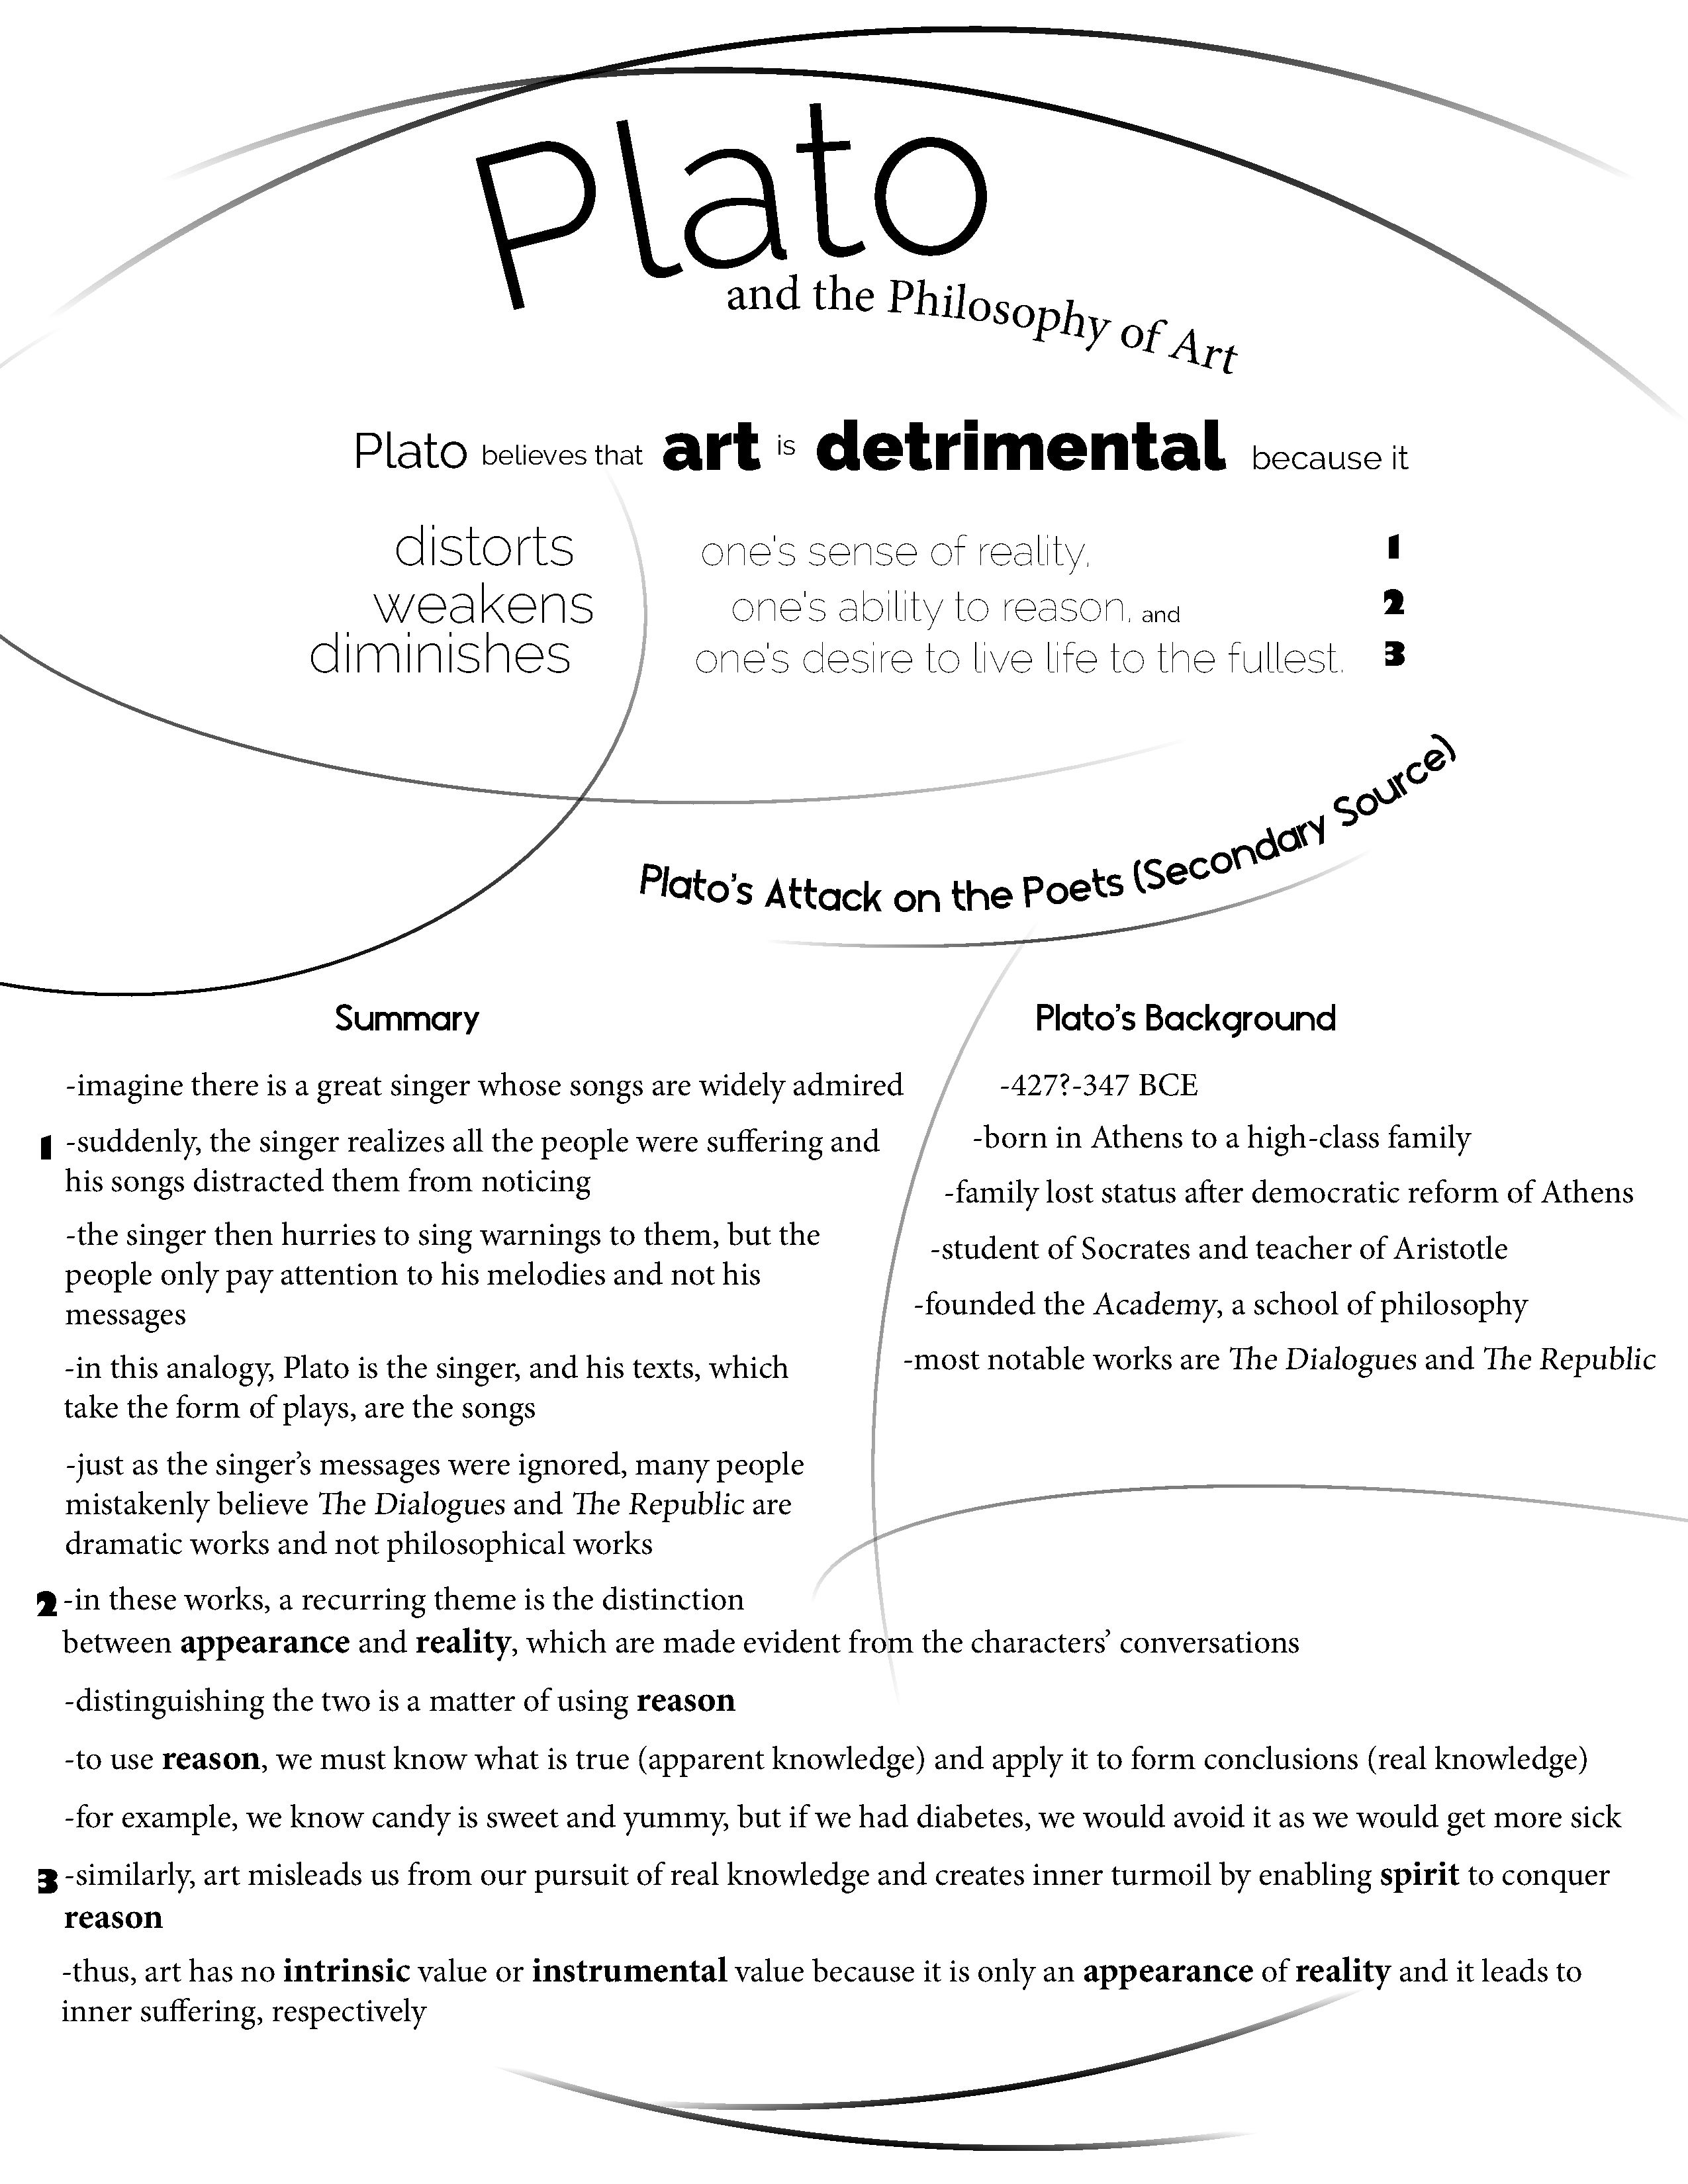 Plato
and the Philosophy of Art
Plato believes that art is detrimental because it
distorts one's sense of reality, 1
weakens one's ability to reason, and 2
diminishes one's desire to live life to the fullest. 3
Plato's Attack on the Poets (Secondary Source)
Summary
-imagine there is a great singer whose songs are widely admired
1 -suddenly, the singer realizes all the people were suffering and
his songs distracted them from noticing
-the singer then hurries to sing warnings to them, but the
people only pay attention to his melodies and not his
messages
-in this analogy, Plato is the singer, and his texts, which
take the form of plays, are the songs
-just as the singer's messages were ignored, many people
mistakenly believe The Dialogues and The Republic are
dramatic works and not philosophical works
2 -in these works, a recurring theme is the distinction
between appearance and reality, which are made evident from the characters' conversations
-distinguishing the two is a matter of using reason
-to use reason, we must know what is true (apparent knowledge) and apply it to form conclusions (real knowledge)
-for example, we know candy is sweet and yummy, but if we had diabetes, we would avoid it as we would get more sick
3 -similarly, art misleads us from our pursuit of real knowledge and creates inner turmoil by enabling spirit to conquer
reason
-thus, art has no intrinsic value or instrumental value because it is only an appearance of reality and it leads to
inner suffering, respectively
Plato's Background
-427?-347 BCE
-born in Athens to a high-class family
-family lost status after democratic reform of Athens
-student of Socrates and teacher of Aristotle
-founded the Academy, a school of philosophy
-most notable works are The Dialogues and The Republic